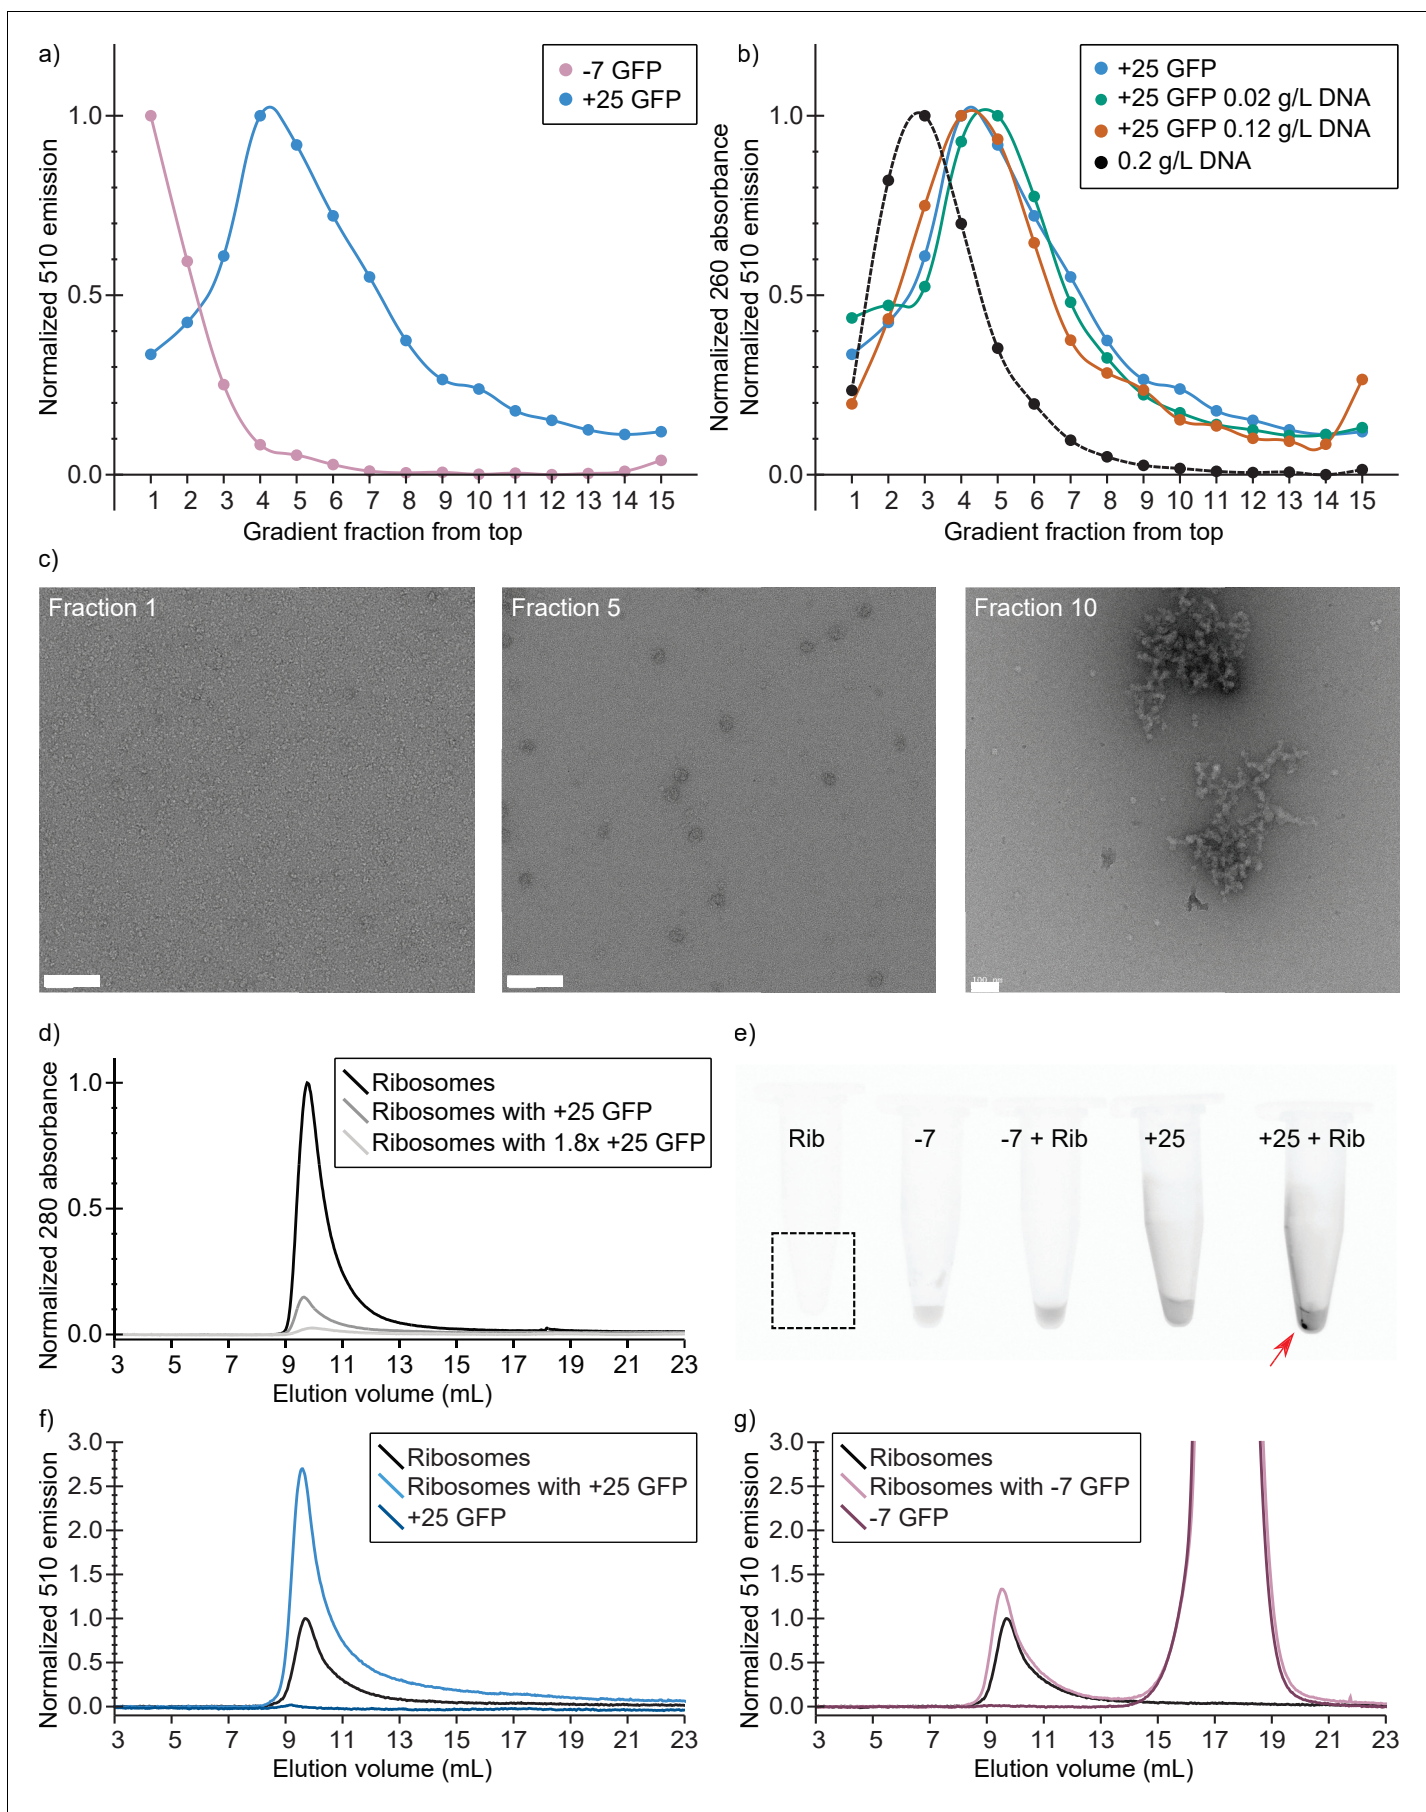 a)
-7 GFP
+25 GFP
Normalized 510 emission
1.0
0.5
0.0
1 2 3 4 5 6 7 8 9 10 11 12 13 14 15
Gradient fraction from top
b)
+25 GFP
+25 GFP 0.02 g/L DNA
+25 GFP 0.12 g/L DNA
0.2 g/L DNA
Normalized 260 absorbance
Normalized 510 emission
1.0
0.5
0.0
1 2 3 4 5 6 7 8 9 10 11 12 13 14 15
Gradient fraction from top
c)
Fraction 1
Fraction 5
Fraction 10
100 nm
d)
Ribosomes
Ribosomes with +25 GFP
Ribosomes with 1.8x +25 GFP
Normalized 280 absorbance
1.0
0.5
0.0
3 5 7 9 11 13 15 17 19 21 23
Elution volume (mL)
e)
Rib -7 -7 + Rib +25 +25 + Rib
f)
Ribosomes
Ribosomes with +25 GFP
+25 GFP
Normalized 510 emission
3.0
2.5
2.0
1.5
1.0
0.5
0.0
3 5 7 9 11 13 15 17 19 21 23
Elution volume (mL)
g)
Ribosomes
Ribosomes with -7 GFP
-7 GFP
Normalized 510 emission
3.0
2.5
2.0
1.5
1.0
0.5
0.0
3 5 7 9 11 13 15 17 19 21 23
Elution volume (mL)